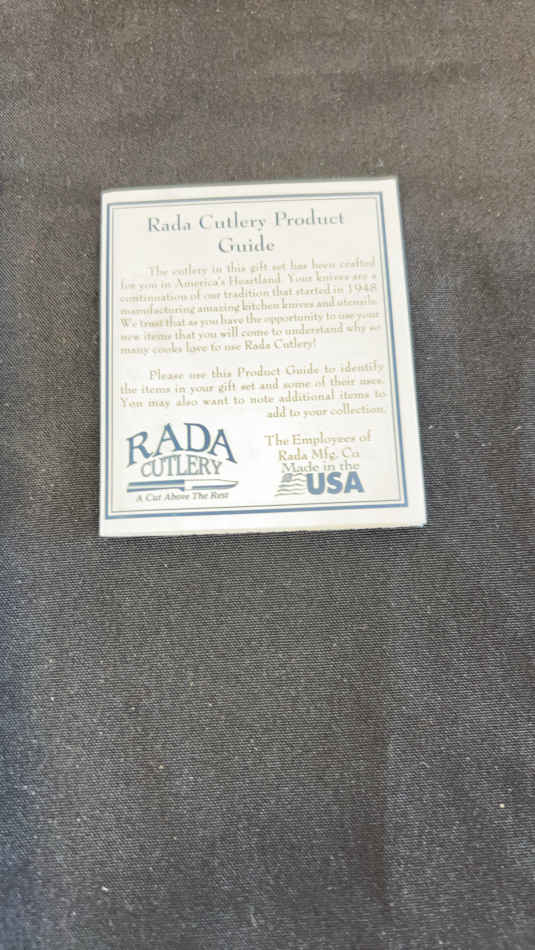 Rada Cutlery Product
Guide
The cutlery in this gift set has been crafted
for you in America's Heartland. Your knives are a
continuation of our tradition that started in 1948
manufacturing amazing kitchen knives and utensils.
We trust that as you have the opportunity to use your
new items that you will come to understand why so
many cooks love to use Rada Cutlery!
Please use this Product Guide to identify
the items in your gift set and some of their uses.
You may also want to note additional items to
add to your collection.
RADA
CUTLERY
A Cut Above The Rest
The Employees of
Rada Mfg. Co.
Made in the
USA